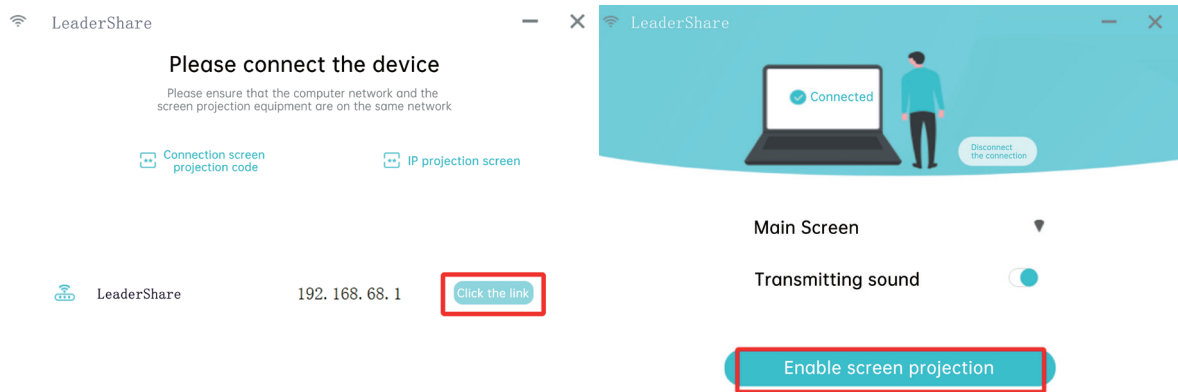 LeaderShare
Please connect the device
Please ensure that the computer network and the
screen projection equipment are on the same network
Connection screen
projection code
IP projection screen
LeaderShare 192. 168. 68. 1 Click the link
LeaderShare
Connected
Disconnect
the connection
Main Screen
Transmitting sound
Enable screen projection